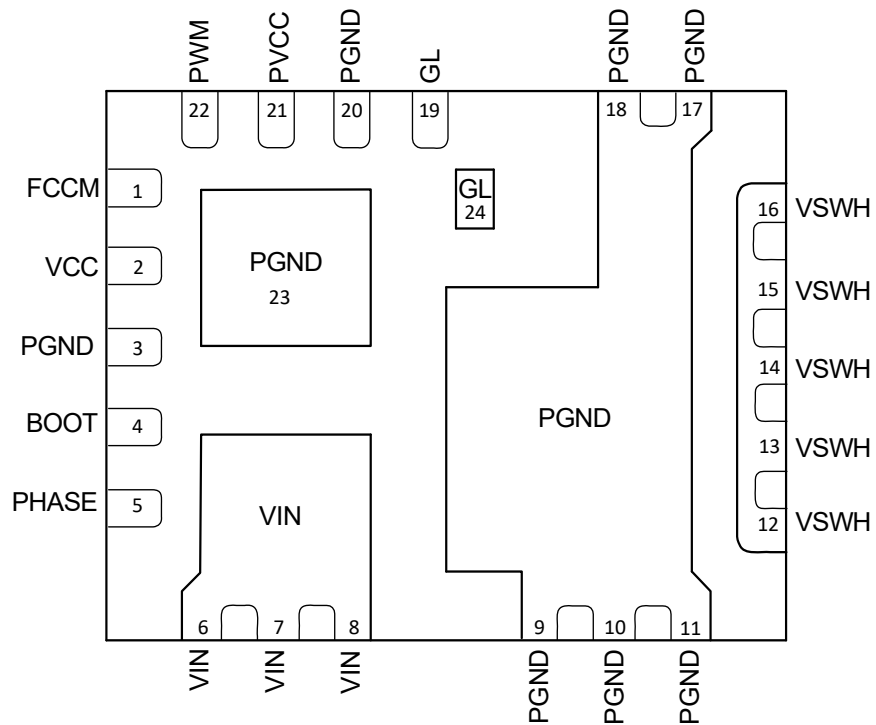 PWM PVCC PGND GL PGND PGND
22 21 20 19 18 17
FCCM 1
GL
24
16 VSWH
VCC 2
PGND
23
15 VSWH
PGND 3
14 VSWH
BOOT 4
PGND
13 VSWH
PHASE 5
VIN
12 VSWH
6 7 8 9 10 11
VIN VIN VIN PGND PGND PGND